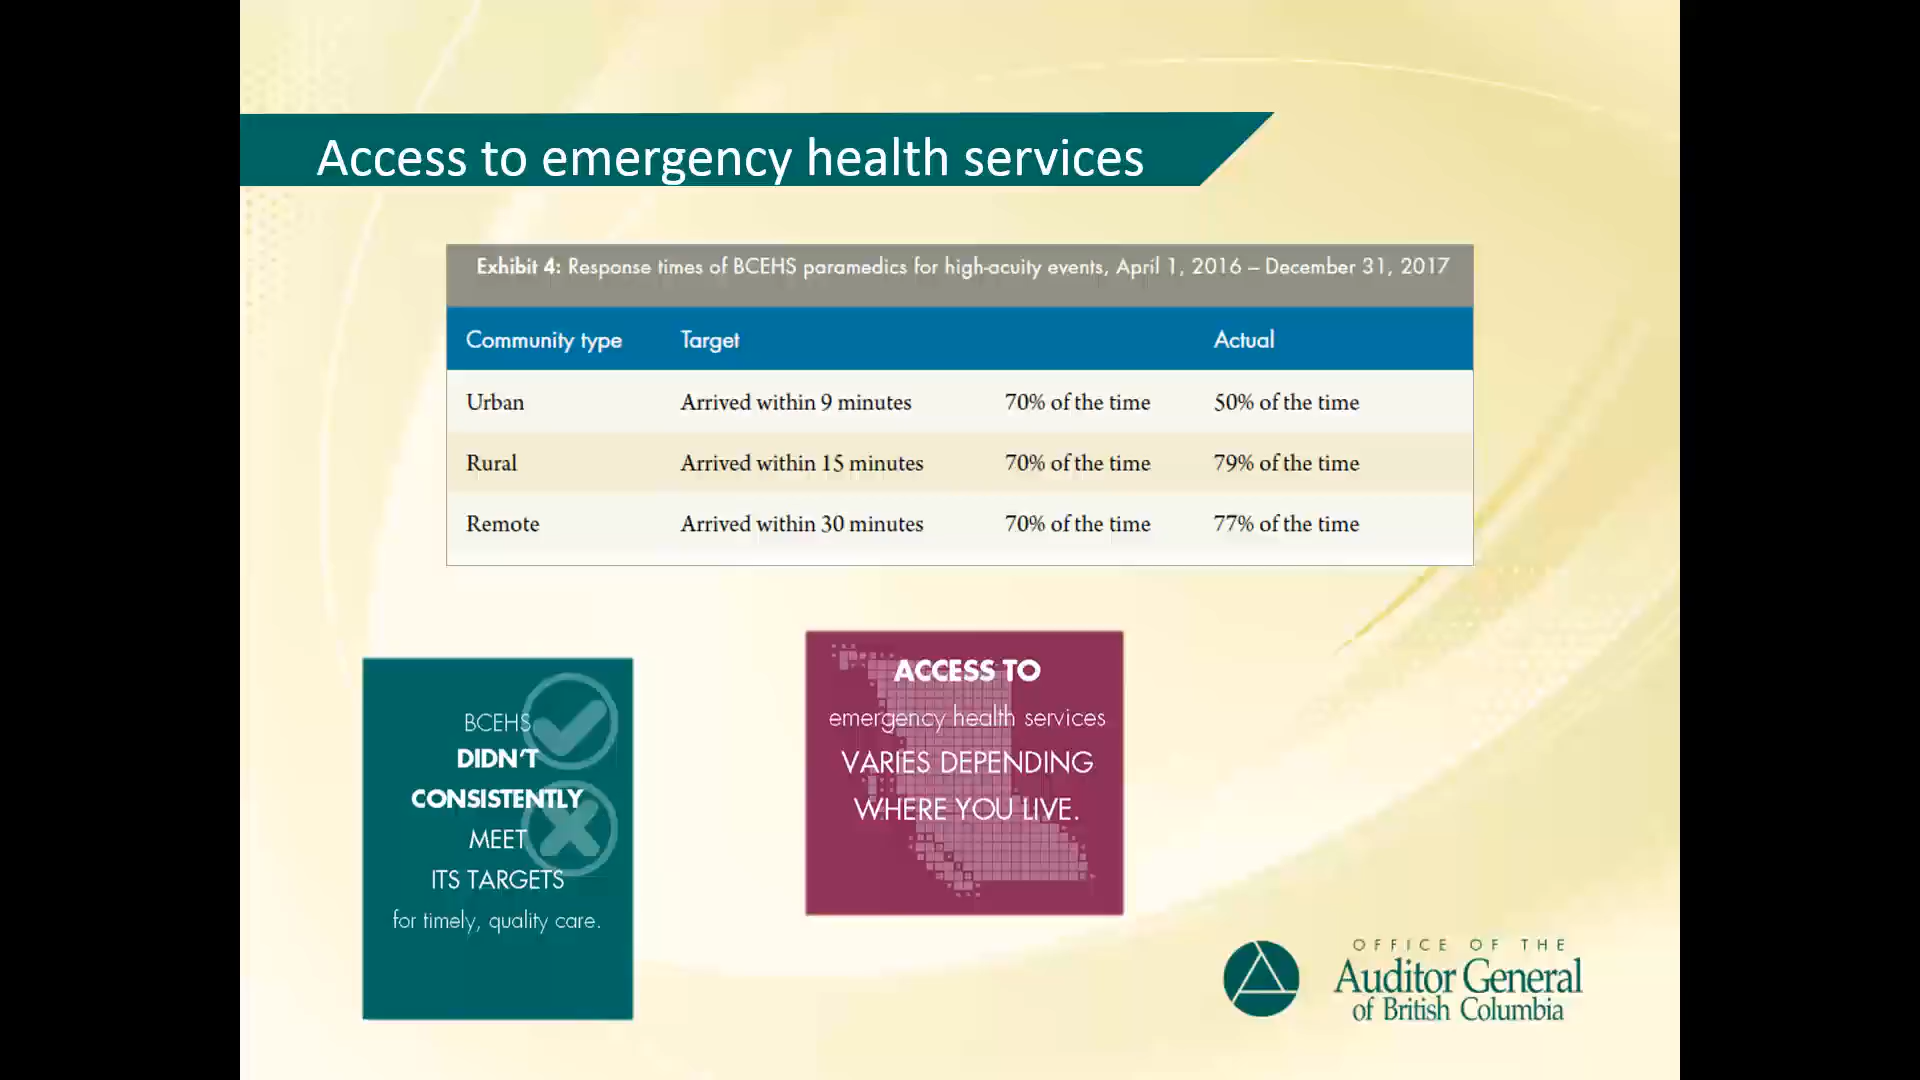 Access to emergency health services
Exhibit 4: Response times of BCEHS paramedics for high-acuity events, April 1, 2016 – December 31, 2017
Community type Target Actual
Urban Arrived within 9 minutes 70% of the time 50% of the time
Rural Arrived within 15 minutes 70% of the time 79% of the time
Remote Arrived within 30 minutes 70% of the time 77% of the time
BCEHS
DIDN'T
CONSISTENTLY
MEET
ITS TARGETS
for timely, quality care.
ACCESS TO
emergency health services
VARIES DEPENDING
WHERE YOU LIVE.
OFFICE OF THE
Auditor General
of British Columbia